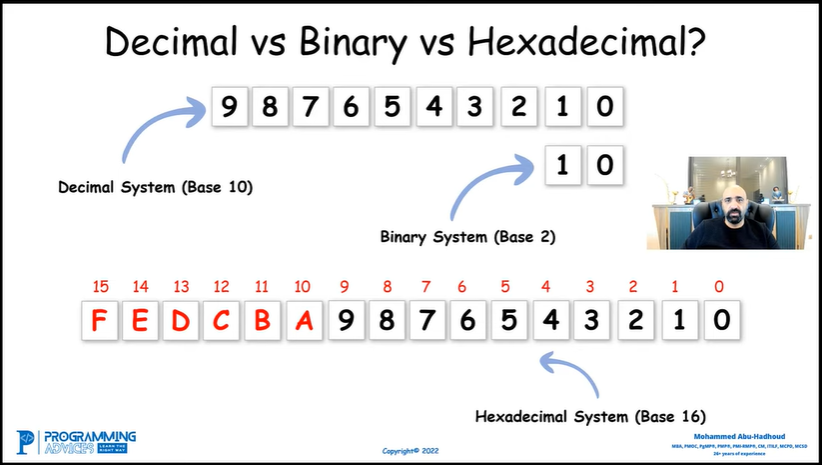 Decimal vs Binary vs Hexadecimal?
9 8 7 6 5 4 3 2 1 0
Decimal System (Base 10)
1 0
Binary System (Base 2)
15 14 13 12 11 10 9 8 7 6 5 4 3 2 1 0
F E D C B A 9 8 7 6 5 4 3 2 1 0
Hexadecimal System (Base 16)
PROGRAMMING
ADVICES LEARN THE RIGHT WAY
Copyright© 2022
Mohammed Abu-Hadhoud
MBA, PMOC, PgMP®, PMP®, PMI-RMP®, CM, ITILF, MCPD, MCSD
26+ years of experience